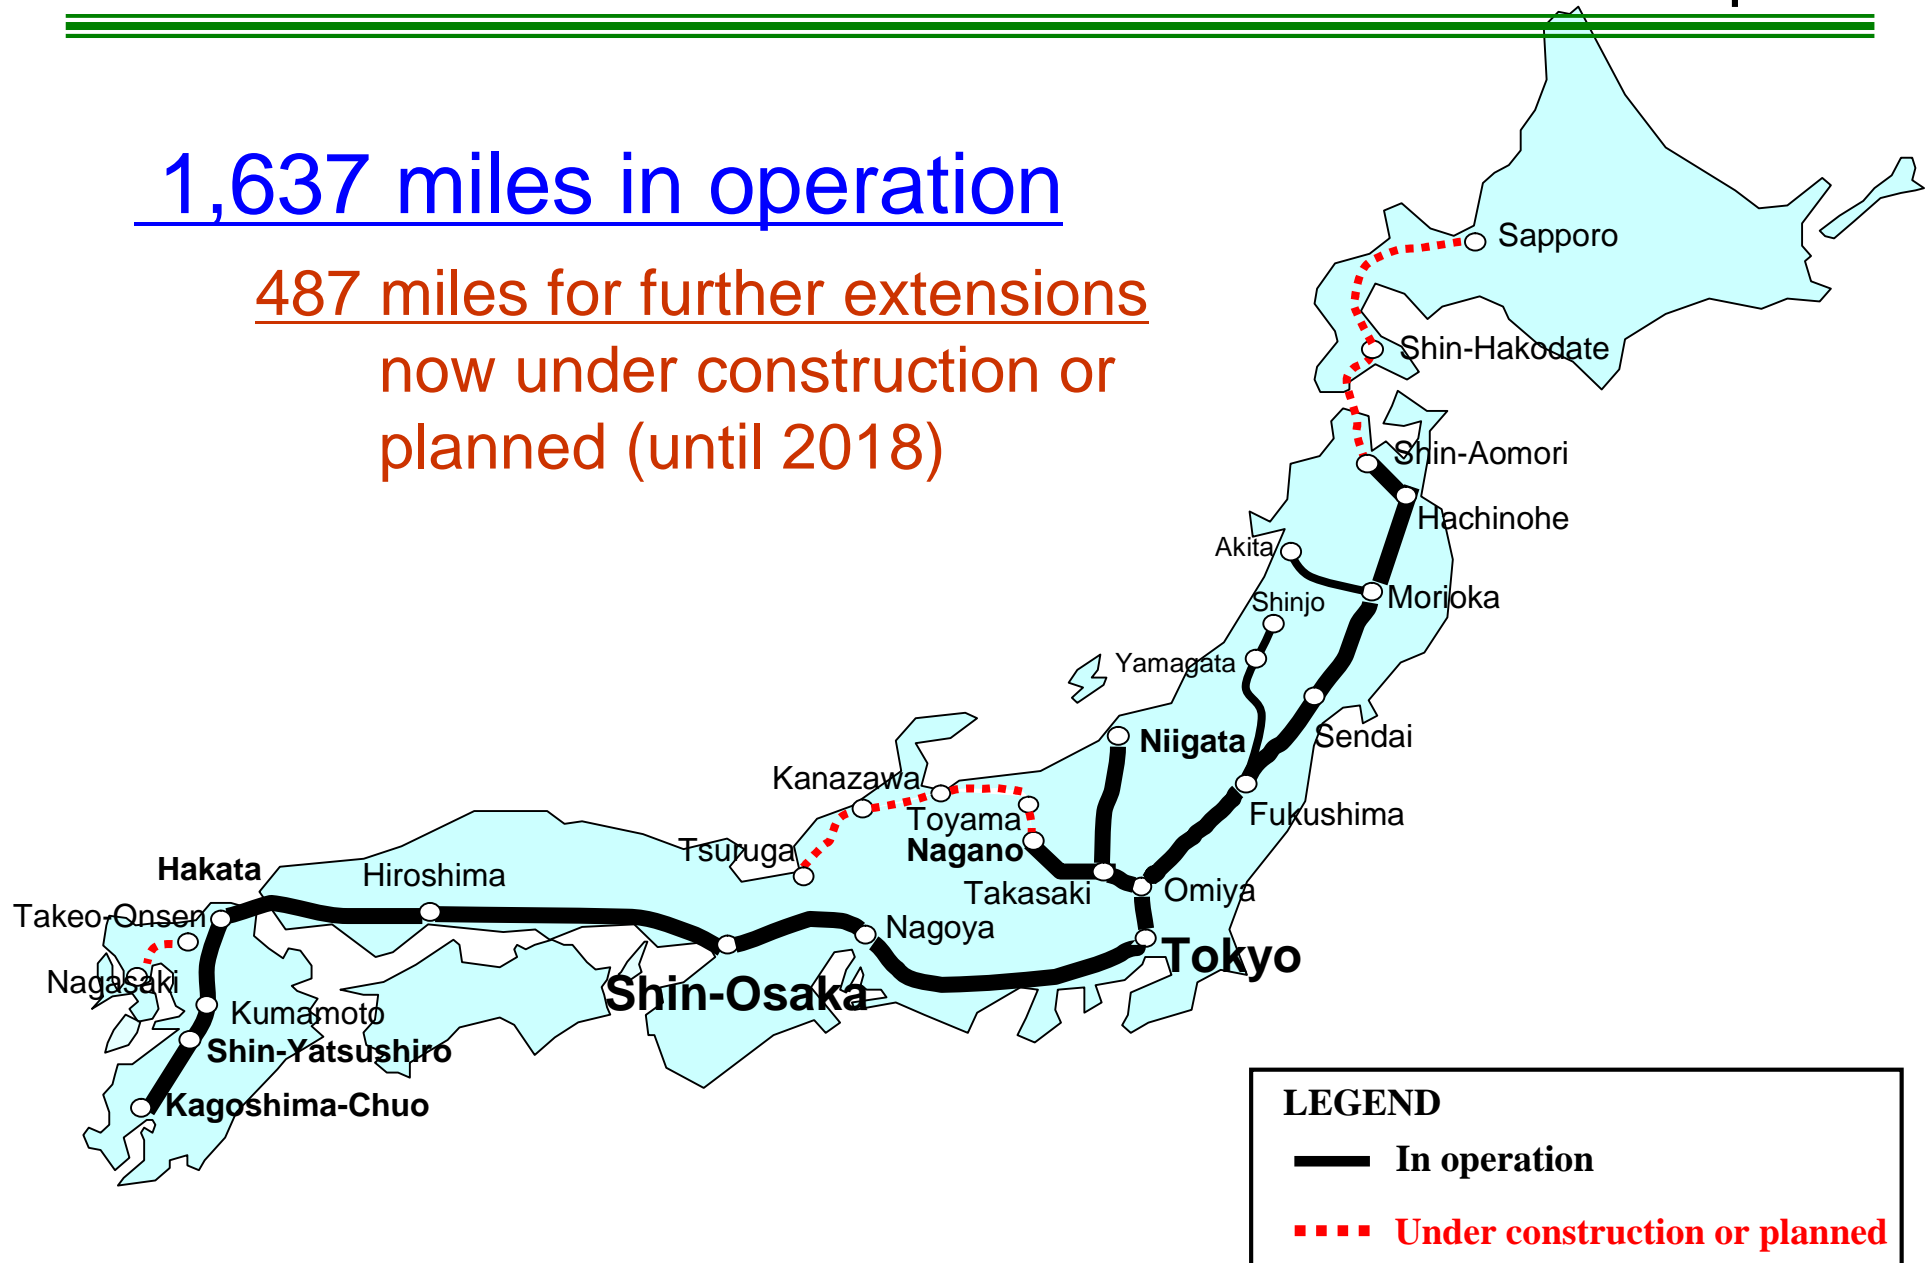 1,637 miles in operation
487 miles for further extensions
now under construction or
planned (until 2018)
Sapporo
Shin-Hakodate
Shin-Aomori
Hachinohe
Akita
Morioka
Shinjo
Yamagata
Sendai
Niigata
Kanazawa
Fukushima
Toyama
Tsuruga
Nagano
Hakata
Hiroshima
Takasaki
Omiya
Takeo-Onsen
Nagoya
Tokyo
Nagasaki
Shin-Osaka
Kumamoto
Shin-Yatsushiro
Kagoshima-Chuo
LEGEND
In operation
Under construction or planned